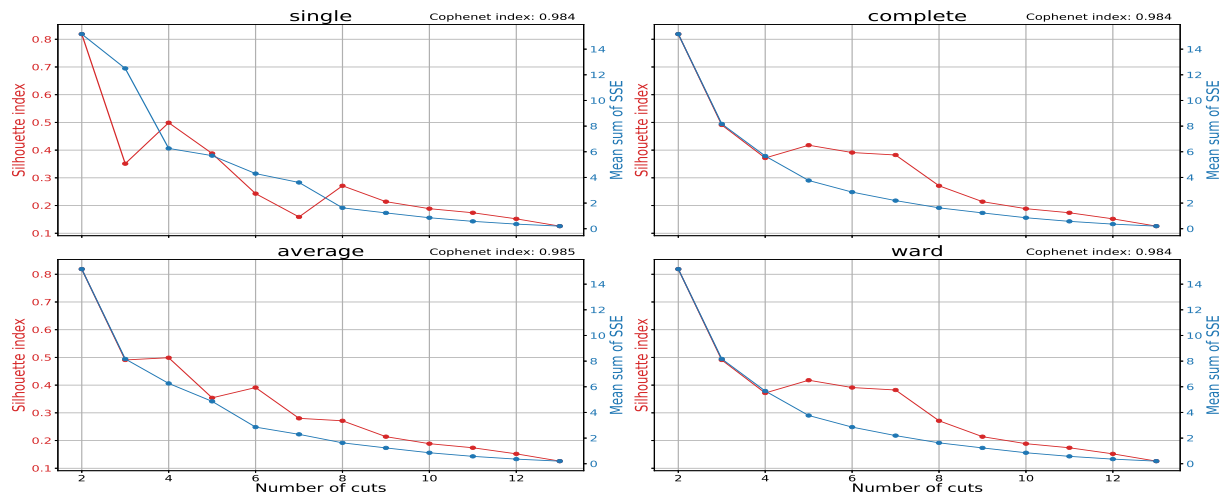 single
Cophenet index: 0.984
Silhouette index
0.8
0.7
0.6
0.5
0.4
0.3
0.2
0.1
14
12
10
8
6
4
2
0
Mean sum of SSE
complete
Cophenet index: 0.984
Silhouette index
14
12
10
8
6
4
2
0
Mean sum of SSE
average
Cophenet index: 0.985
Silhouette index
0.8
0.7
0.6
0.5
0.4
0.3
0.2
0.1
14
12
10
8
6
4
2
0
Mean sum of SSE
2 4 6 8 10 12
Number of cuts
ward
Cophenet index: 0.984
Silhouette index
14
12
10
8
6
4
2
0
Mean sum of SSE
2 4 6 8 10 12
Number of cuts